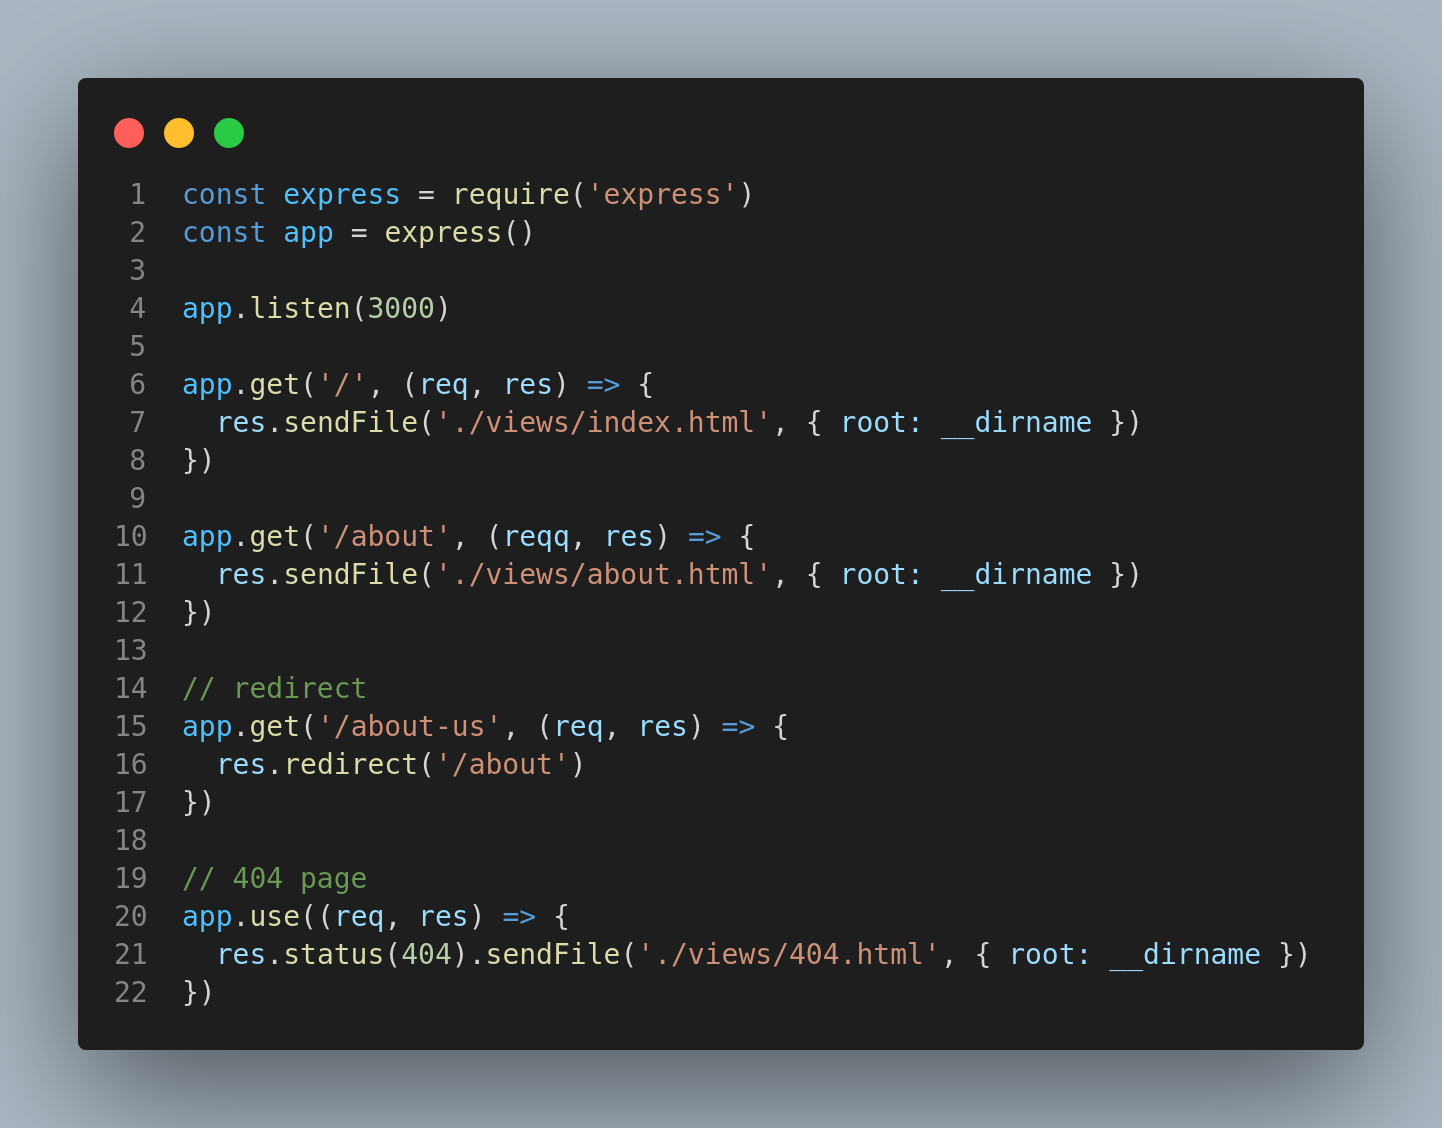 1 const express = require('express')
2 const app = express()
3
4 app.listen(3000)
5
6 app.get('/', (req, res) => {
7   res.sendFile('./views/index.html', { root: __dirname })
8 })
9
10 app.get('/about', (reqq, res) => {
11   res.sendFile('./views/about.html', { root: __dirname })
12 })
13
14 // redirect
15 app.get('/about-us', (req, res) => {
16   res.redirect('/about')
17 })
18
19 // 404 page
20 app.use((req, res) => {
21   res.status(404).sendFile('./views/404.html', { root: __dirname })
22 })